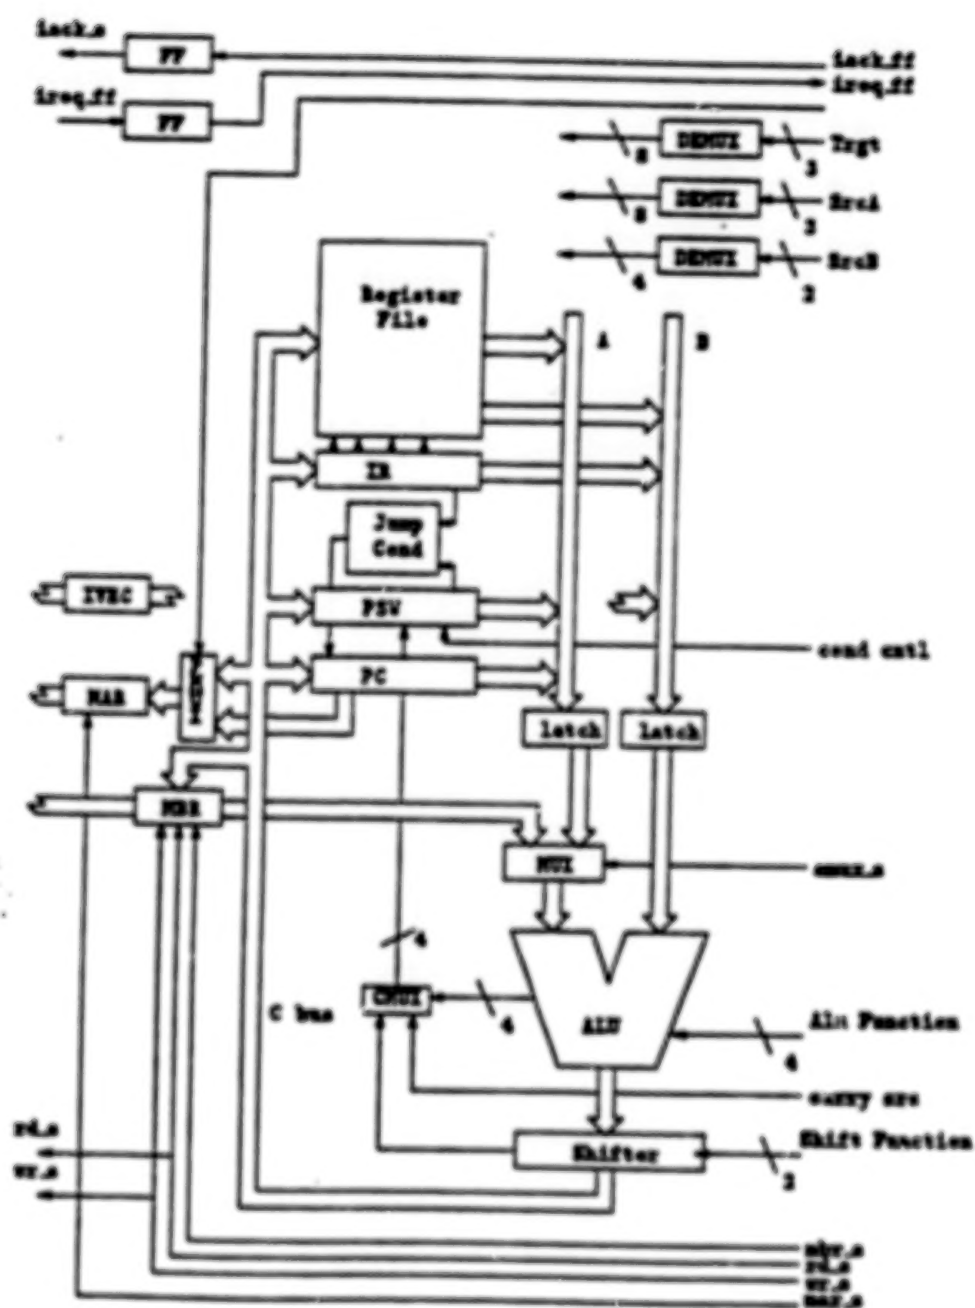 iack.s
FF
iack.ff
ireq.ff
ireq.ff
FF
8
DEMUX
3
Trgt
8
DEMUX
3
SrcA
4
DEMUX
2
SrcB
Register
File
A
B
IR
Jump
Cond
IVEC
PSW
cond cntl
PC
MAR
latch
latch
MBR
MUX
amux.s
4
CMUX
4
C bus
ALU
Alu Function
4
carry src
rd.s
Shifter
Shift Function
2
wr.s
mbr.s
rd.s
wr.s
mar.s